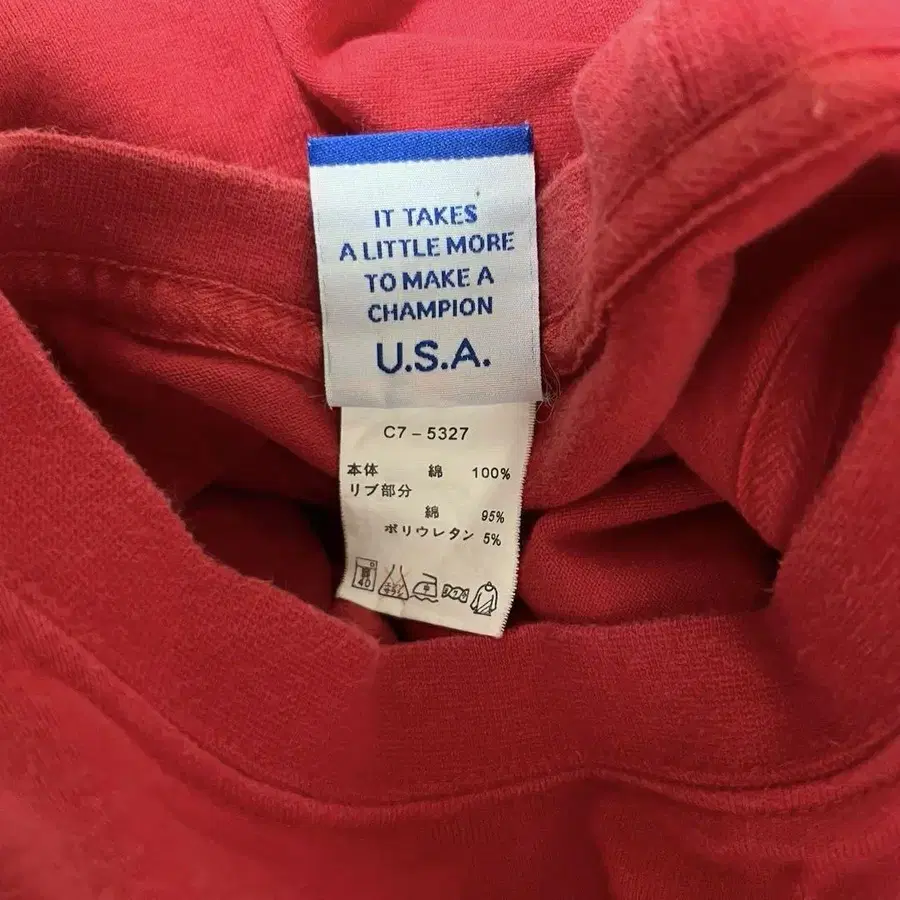 IT TAKES
A LITTLE MORE
TO MAKE A
CHAMPION
U.S.A.
C7-5327
本体 綿 100%
リブ部分
綿 95%
ポリウレタン 5%
40